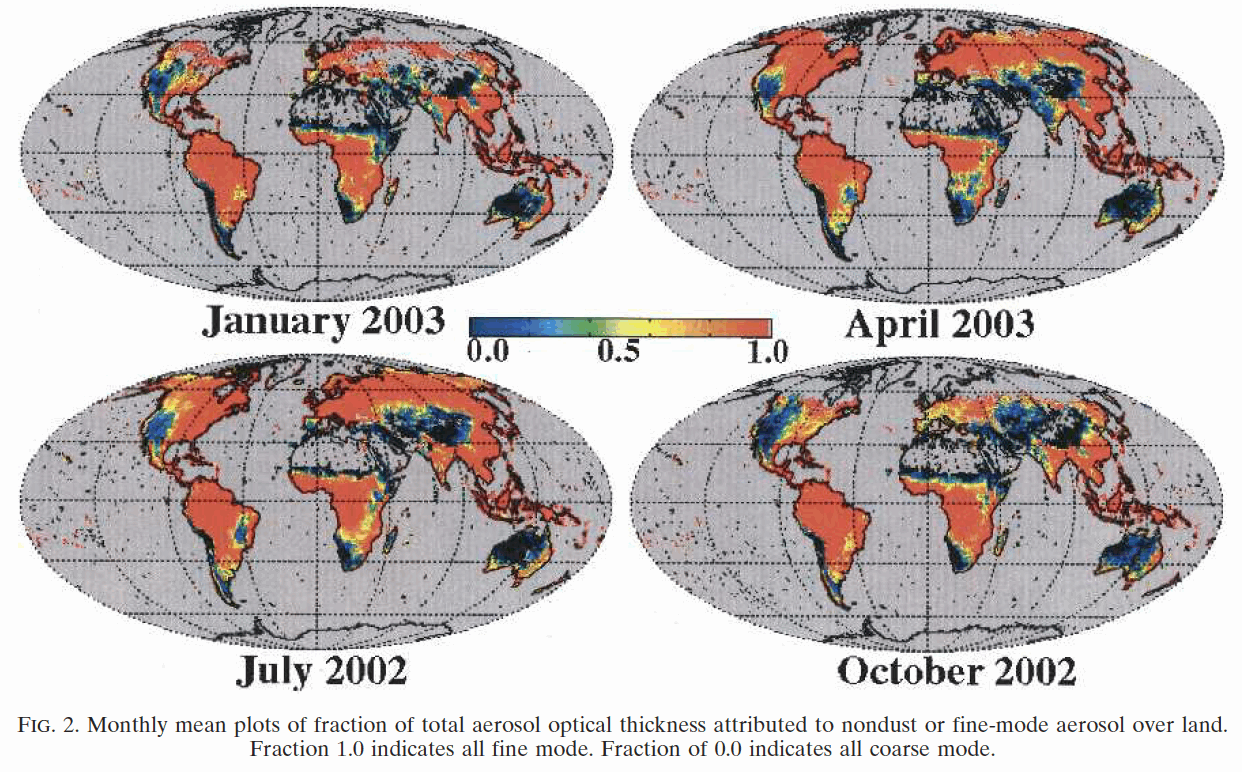 January 2003
April 2003
0.0 0.5 1.0
July 2002
October 2002
FIG. 2. Monthly mean plots of fraction of total aerosol optical thickness attributed to nondust or fine-mode aerosol over land.
Fraction 1.0 indicates all fine mode. Fraction of 0.0 indicates all coarse mode.